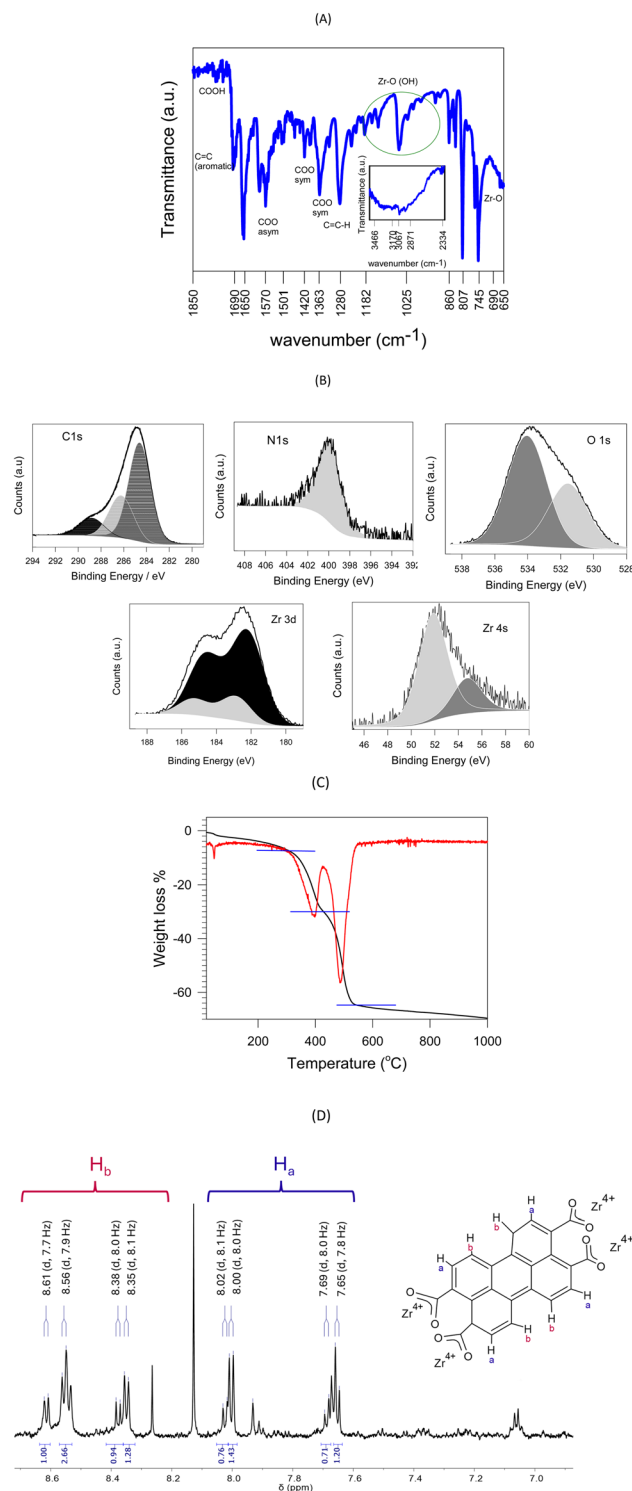 (A)
Transmittance (a.u.)
COOH
C=C
(aromatic)
COO
asym
COO
sym
COO
sym
C=C-H
Zr-O (OH)
Zr-O
Transmittance (a.u.)
3466
3170
3067
2871
2334
wavenumber (cm-1)
1850
1690
1650
1570
1501
1420
1363
1280
1182
1025
860
807
745
690
650
wavenumber (cm-1)
(B)
C1s
Counts (a.u)
294 292 290 288 286 284 282 280
Binding Energy / eV
N1s
Counts (a.u.)
408 406 404 402 400 398 396 394 392
Binding Energy (eV)
O 1s
Counts (a.u.)
538 536 534 532 530 528
Binding Energy (eV)
Zr 3d
Counts (a.u.)
188 186 184 182 180
Binding Energy (eV)
Zr 4s
Counts (a.u.)
46 48 50 52 54 56 58 60
Binding Energy (eV)
(C)
Weight loss %
0
-20
-40
-60
200 400 600 800 1000
Temperature (°C)
(D)
Hb
Ha
8.61 (d, 7.7 Hz)
8.56 (d, 7.9 Hz)
8.38 (d, 8.0 Hz)
8.35 (d, 8.1 Hz)
8.02 (d, 8.1 Hz)
8.00 (d, 8.0 Hz)
7.69 (d, 8.0 Hz)
7.65 (d, 7.8 Hz)
H a
H b
H b
H a
H a
H b
H b
H a
O
O
Zr4+
O
O
Zr4+
O
O
Zr4+
O
O
Zr4+
1.00
2.66
0.94
1.28
0.76
1.43
0.71
1.20
8.6 8.4 8.2 8.0 7.8 7.6 7.4 7.2 7.0
δ (ppm)